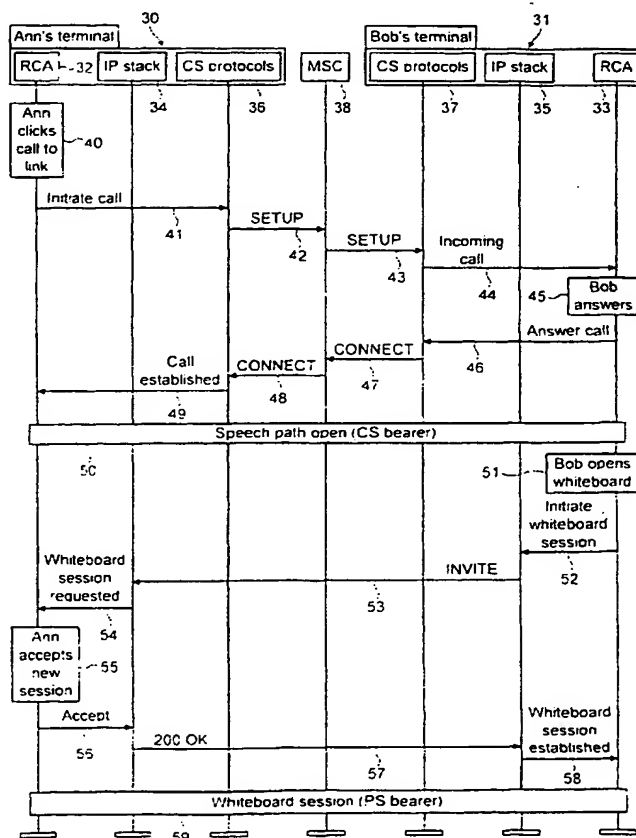 30
31
Ann's terminal
Bob's terminal
RCA
32
IP stack
CS protocols
MSC
CS protocols
IP stack
RCA
34
36
38
37
35
33
Ann
clicks
call to
link
40
Initrate call
41
SETUP
42
SETUP
43
Incoming
call
44
45
Bob
answers
Answer call
46
CONNECT
47
CONNECT
48
Call
established
49
Speech path open (CS bearer)
50
51
Bob opens
whiteboard
Initrate
whiteboard
session
52
INVITE
53
Whiteboard
session
requested
54
Ann
accepts
new
session
55
Accept
56
200 OK
57
Whiteboard
session
established
58
Whiteboard session (PS bearer)
59